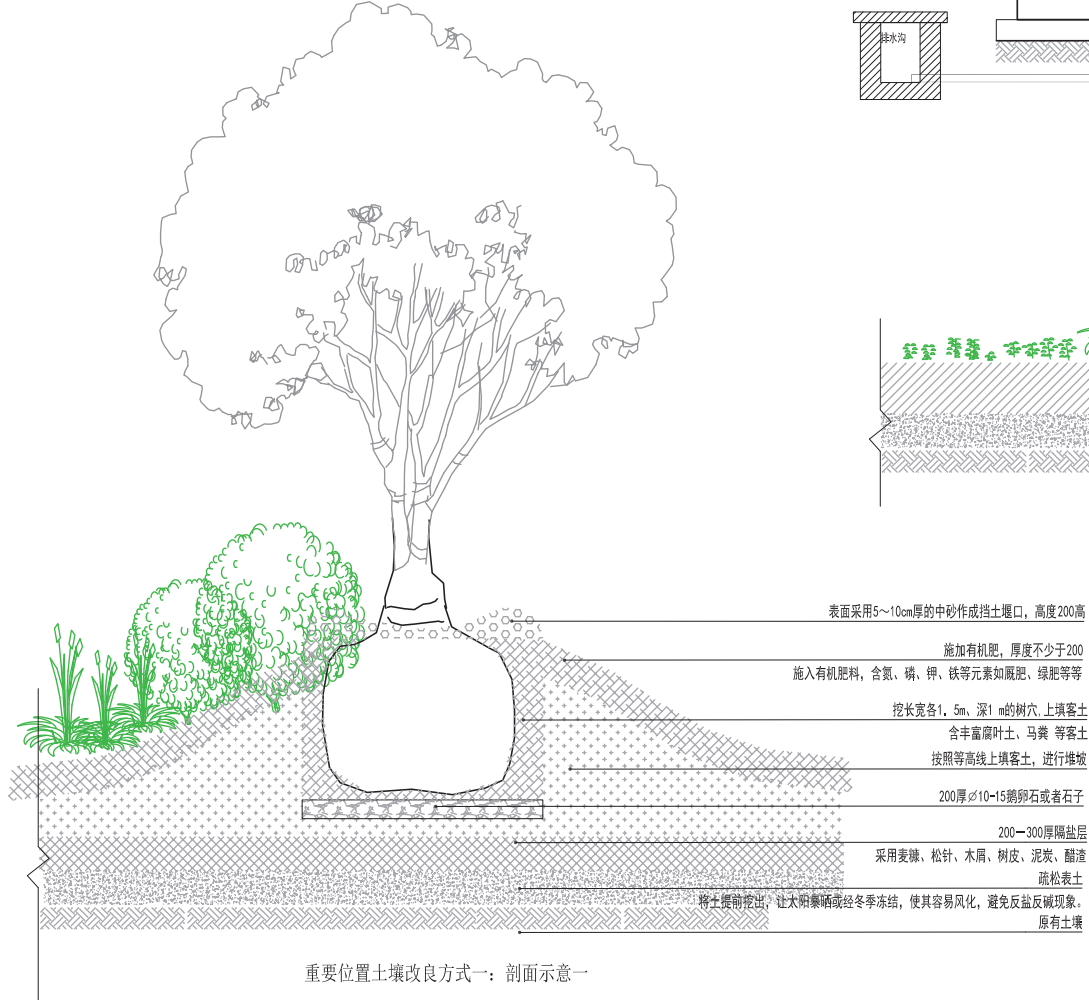 排水沟
表面采用5～10cm厚的中砂作成挡土堰口，高度200高
施加有机肥，厚度不少于200
施入有机肥料，含氮、磷、钾、铁等元素如厩肥、绿肥等等
挖长宽各1．5m、深1 m的树穴,上填客土
含丰富腐叶土、马粪 等客土
按照等高线上填客土，进行堆坡
200厚∅10-15鹅卵石或者石子
200—300厚隔盐层
采用麦糠、松针、木屑、树皮、泥炭、醋渣
疏松表土
将土提前挖出，让太阳暴晒或经冬季冻结，使其容易风化，避免反盐反碱现象。
原有土壤
重要位置土壤改良方式一：剖面示意一